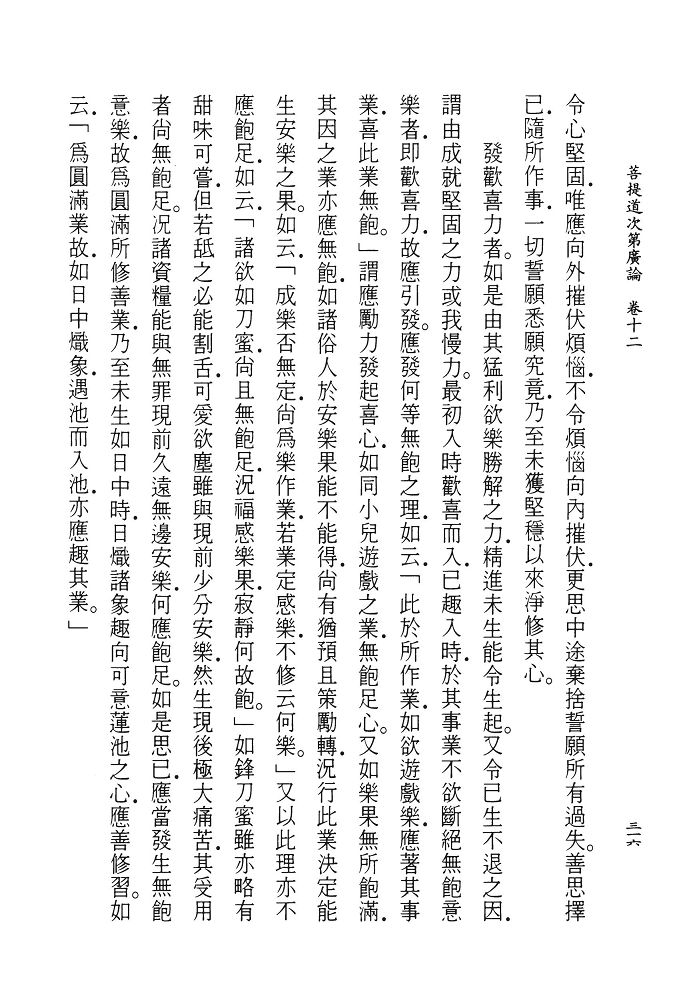 菩提道次第廣論　卷十二
三一六
令心堅固．唯應向外摧伏煩惱．不令煩惱向內摧伏．更思中途棄捨誓願所有過失。善思擇
已．隨所作事．一切誓願悉願究竟．乃至未獲堅穩以來淨修其心。
　　發歡喜力者。如是由其猛利欲樂勝解之力．精進未生能令生起。又令已生不退之因．
謂由成就堅固之力或我慢力。最初入時歡喜而入．已趣入時．於其事業不欲斷絕無飽意
樂者．即歡喜力．故應引發。應發何等無飽之理．如云．「此於所作業．如欲遊戲樂．應著其事
業．喜此業無飽。」謂應勵力發起喜心．如同小兒遊戲之業．無飽足心。又如樂果無所飽滿．
其因之業亦應無飽．如諸俗人於安樂果能不能得．尚有猶預且策勵轉．況行此業決定能
生安樂之果。如云．「成樂否無定．尚爲樂作業．若業定感樂．不修云何樂。」又以此理亦不
應飽足．如云．「諸欲如刀蜜．尚且無飽足．況福感樂果．寂靜何故飽。」如鋒刀蜜雖亦略有
甜味可嘗．但若舐之必能割舌．可愛欲塵雖與現前少分安樂．然生現後極大痛苦．其受用
者尚無飽足。况諸資糧能與無罪現前久遠無邊安樂．何應飽足。如是思已．應當發生無飽
意樂．故爲圓滿所修善業．乃至未生如日中時．日熾諸象趣向可意蓮池之心．應善修習。如
云．「爲圓滿業故．如日中熾象．遇池而入池．亦應趣其業。」